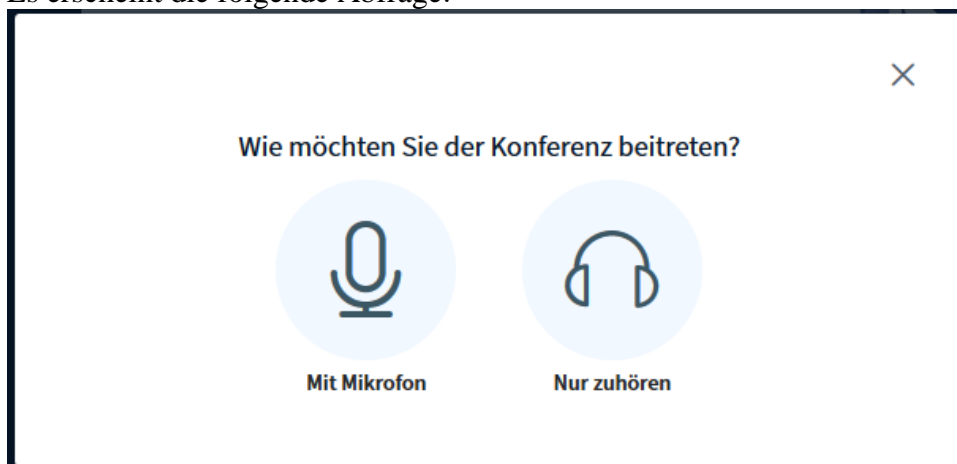 Es erscheint die folgende Abfrage:
Wie möchten Sie der Konferenz beitreten?
Mit Mikrofon
Nur zuhören